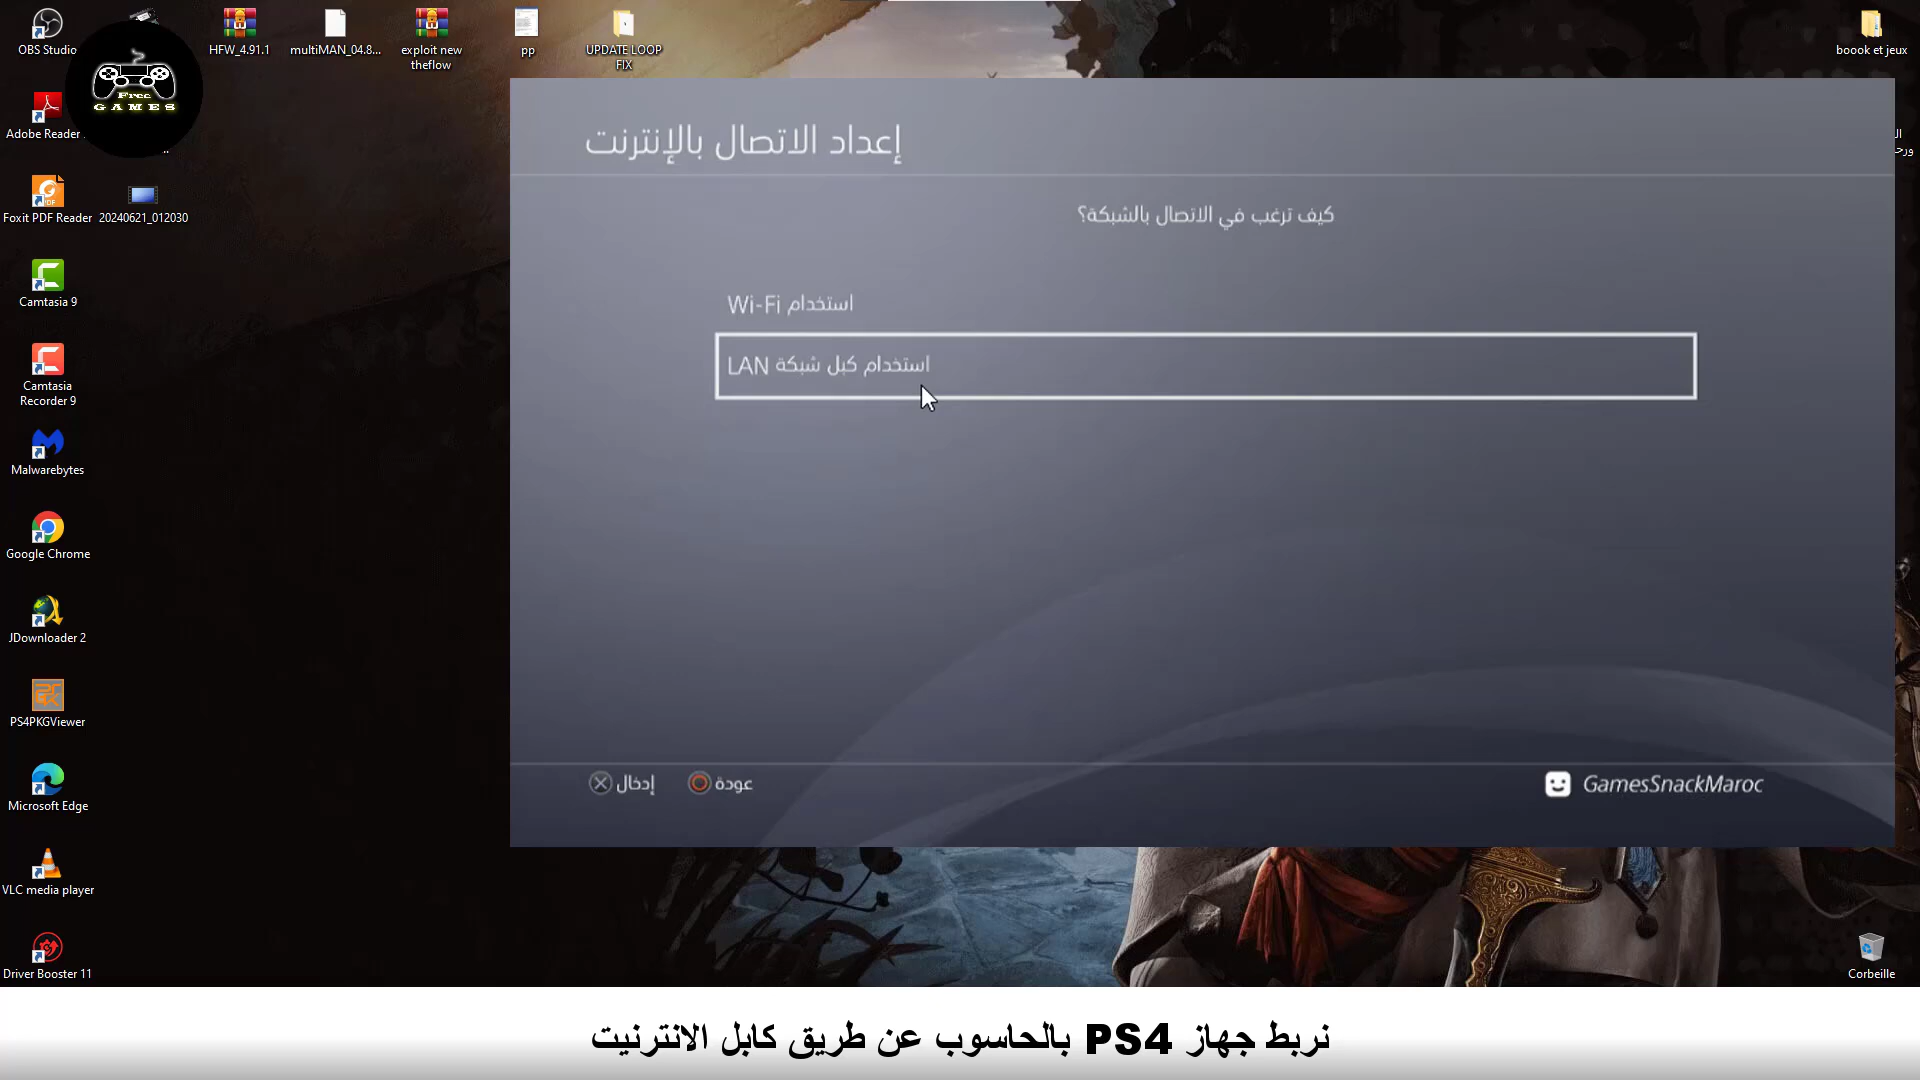 OBS Studio
HFW_4.91.1
multiMAN_04.8...
exploit new
theflow
pp
UPDATE LOOP
FIX
boook et jeux
Free
GAMES
Adobe Reader
..
Foxit PDF Reader
20240621_012030
Camtasia 9
Camtasia
Recorder 9
Malwarebytes
Google Chrome
JDownloader 2
PS4PKGViewer
Microsoft Edge
VLC media player
Driver Booster 11
إعداد الاتصال بالإنترنت
كيف ترغب في الاتصال بالشبكة؟
استخدام Wi-Fi
استخدام كبل شبكة LAN
إدخال
عودة
GamesSnackMaroc
Corbeille
نربط جهاز PS4 بالحاسوب عن طريق كابل الانترنيت